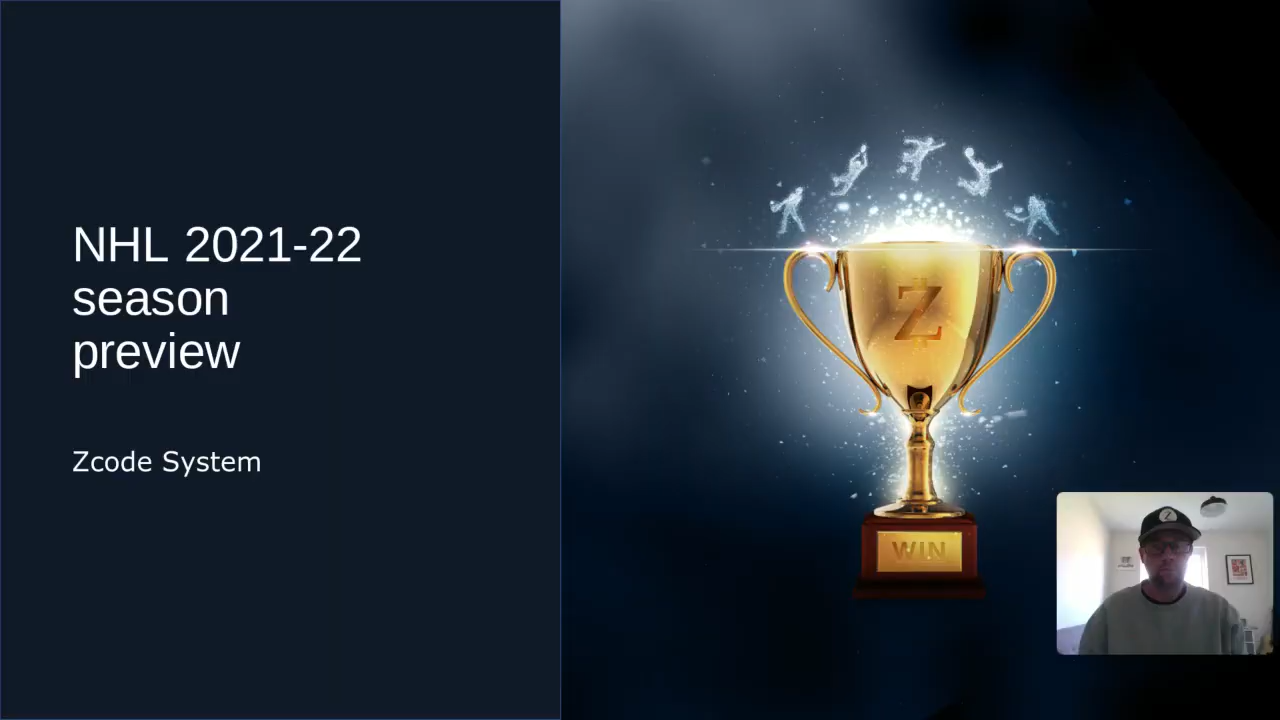 NHL 2021-22
season
preview
Zcode System
Z
WIN
Z